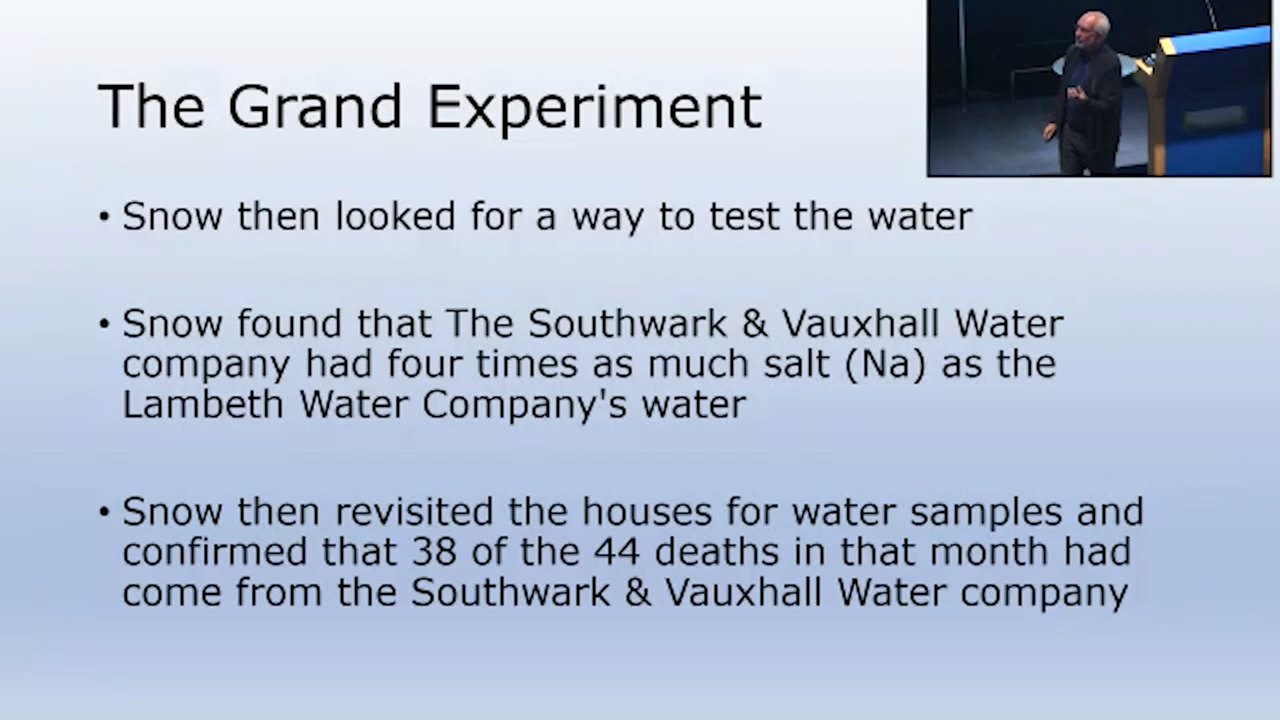 The Grand Experiment
• Snow then looked for a way to test the water
• Snow found that The Southwark & Vauxhall Water
company had four times as much salt (Na) as the
Lambeth Water Company's water
• Snow then revisited the houses for water samples and
confirmed that 38 of the 44 deaths in that month had
come from the Southwark & Vauxhall Water company